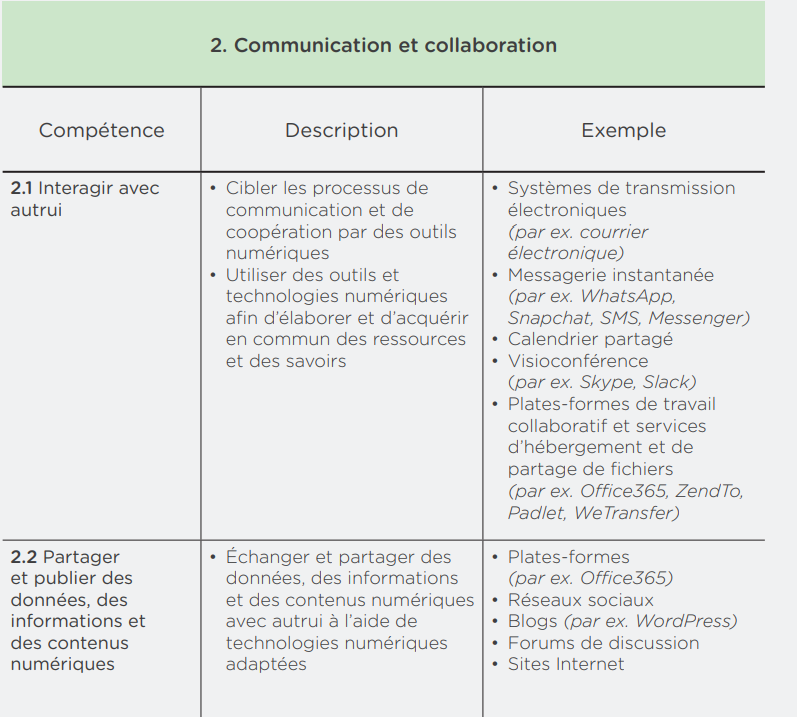 2. Communication et collaboration
Compétence
Description
Exemple
2.1 Interagir avec
autrui
• Cibler les processus de
communication et de
coopération par des outils
numériques
• Utiliser des outils et
technologies numériques
afin d’élaborer et d’acquérir
en commun des ressources
et des savoirs
• Systèmes de transmission
électroniques
(par ex. courrier
électronique)
• Messagerie instantanée
(par ex. WhatsApp,
Snapchat, SMS, Messenger)
• Calendrier partagé
• Visioconférence
(par ex. Skype, Slack)
• Plates-formes de travail
collaboratif et services
d’hébergement et de
partage de fichiers
(par ex. Office365, ZendTo,
Padlet, WeTransfer)
2.2 Partager
et publier des
données, des
informations et
des contenus
numériques
• Échanger et partager des
données, des informations
et des contenus numériques
avec autrui à l’aide de
technologies numériques
adaptées
• Plates-formes
(par ex. Office365)
• Réseaux sociaux
• Blogs (par ex. WordPress)
• Forums de discussion
• Sites Internet